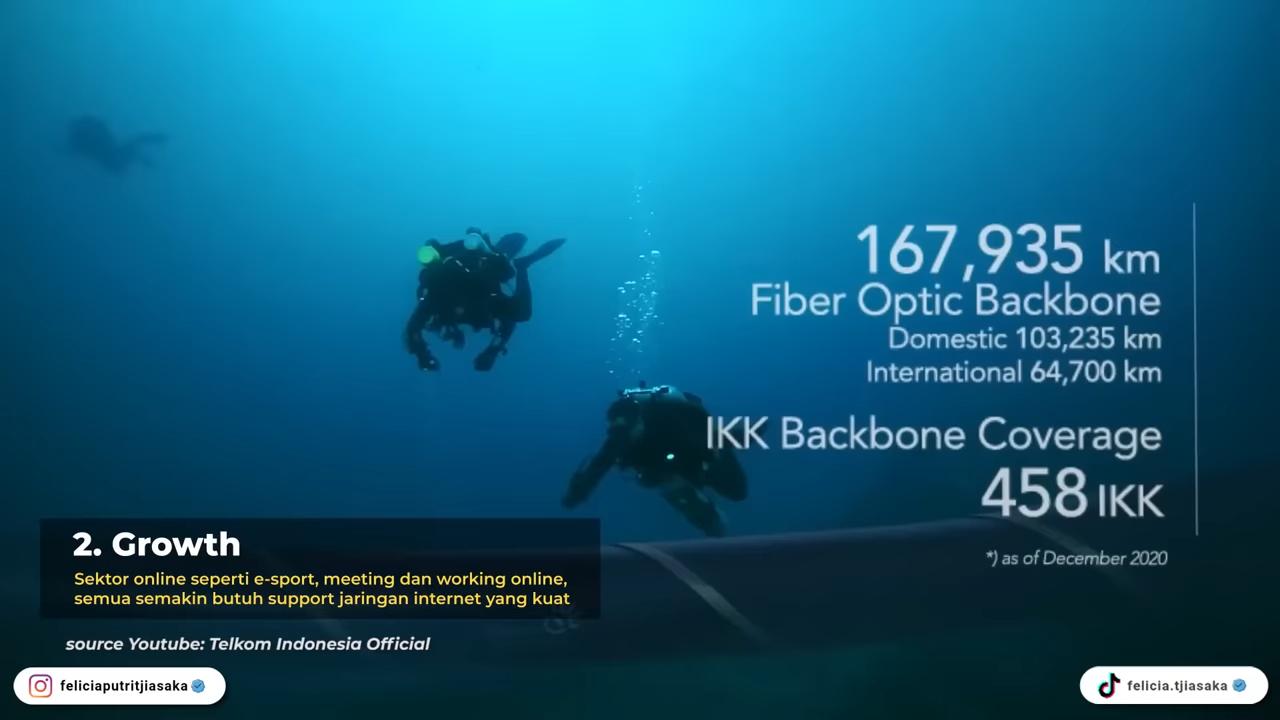 167,935 km
Fiber Optic Backbone
Domestic 103,235 km
International 64,700 km
IKK Backbone Coverage
458 IKK
*) as of December 2020
2. Growth
Sektor online seperti e-sport, meeting dan working online,
semua semakin butuh support jaringan internet yang kuat
source Youtube: Telkom Indonesia Official
feliciaputritjiasaka
felicia.tjiasaka